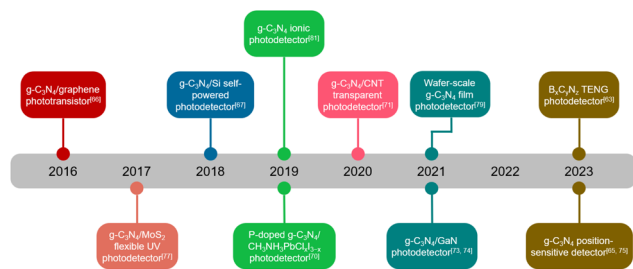 g-C₃N₄ ionic
photodetector[81]
g-C₃N₄/graphene
phototransistor[66]
g-C₃N₄/Si self-
powered
photodetector[67]
g-C₃N₄/CNT
transparent
photodetector[71]
Wafer-scale
g-C₃N₄ film
photodetector[79]
BₓCᵧN₂ TENG
photodetector[63]
2016
2017
2018
2019
2020
2021
2022
2023
g-C₃N₄/MoS₂
flexible UV
photodetector[77]
P-doped g-C₃N₄/
CH₃NH₃PbClₓI₃₋ₓ
photodetector[70]
g-C₃N₄/GaN
photodetector[73, 74]
g-C₃N₄ position-
sensitive detector[65, 75]